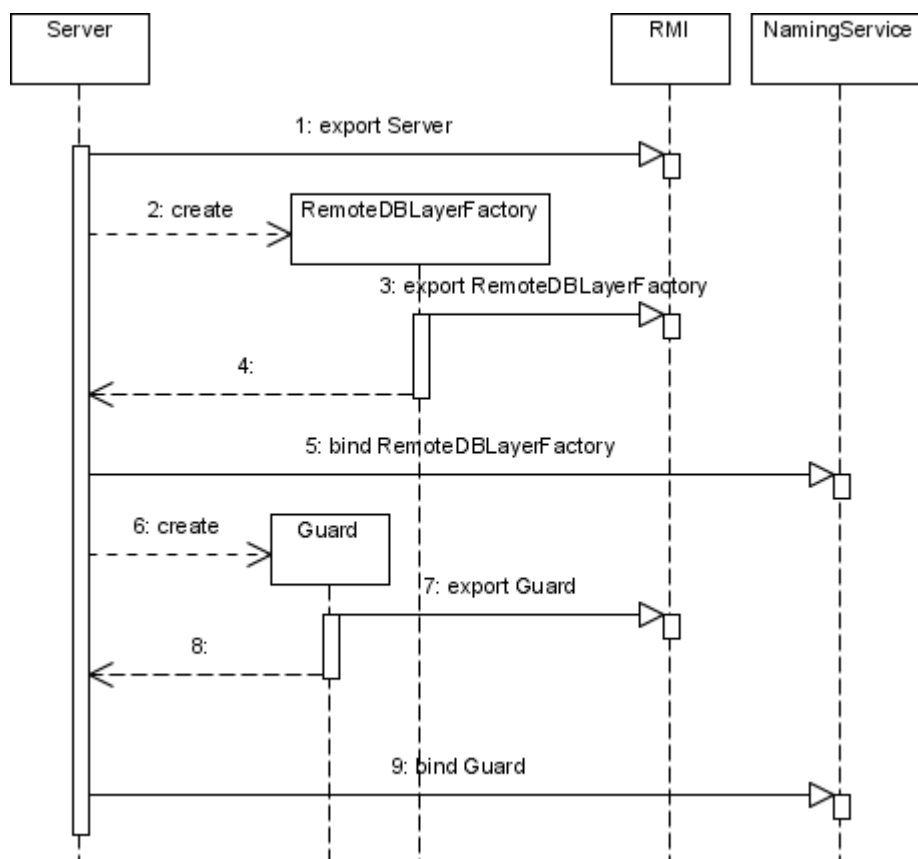 Server
RMI
NamingService
1: export Server
2: create
RemoteDBLayerFactory
3: export RemoteDBLayerFactory
4:
5: bind RemoteDBLayerFactory
6: create
Guard
7: export Guard
8:
9: bind Guard